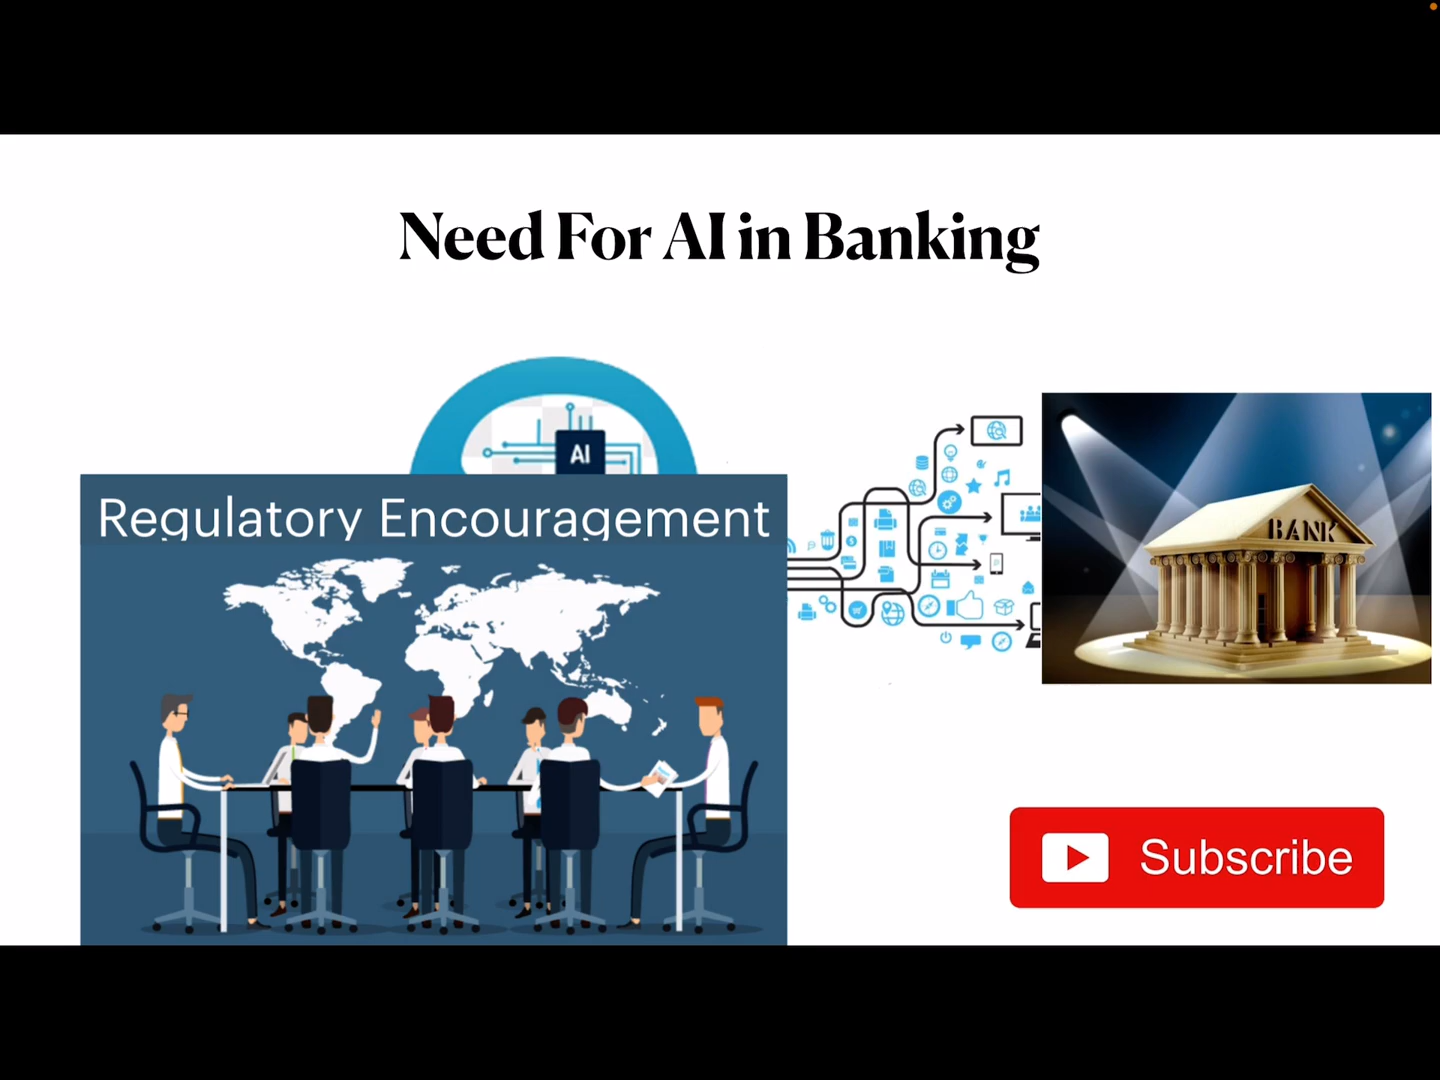 Need For AI in Banking
AI
Regulatory Encouragement
BANK
Subscribe